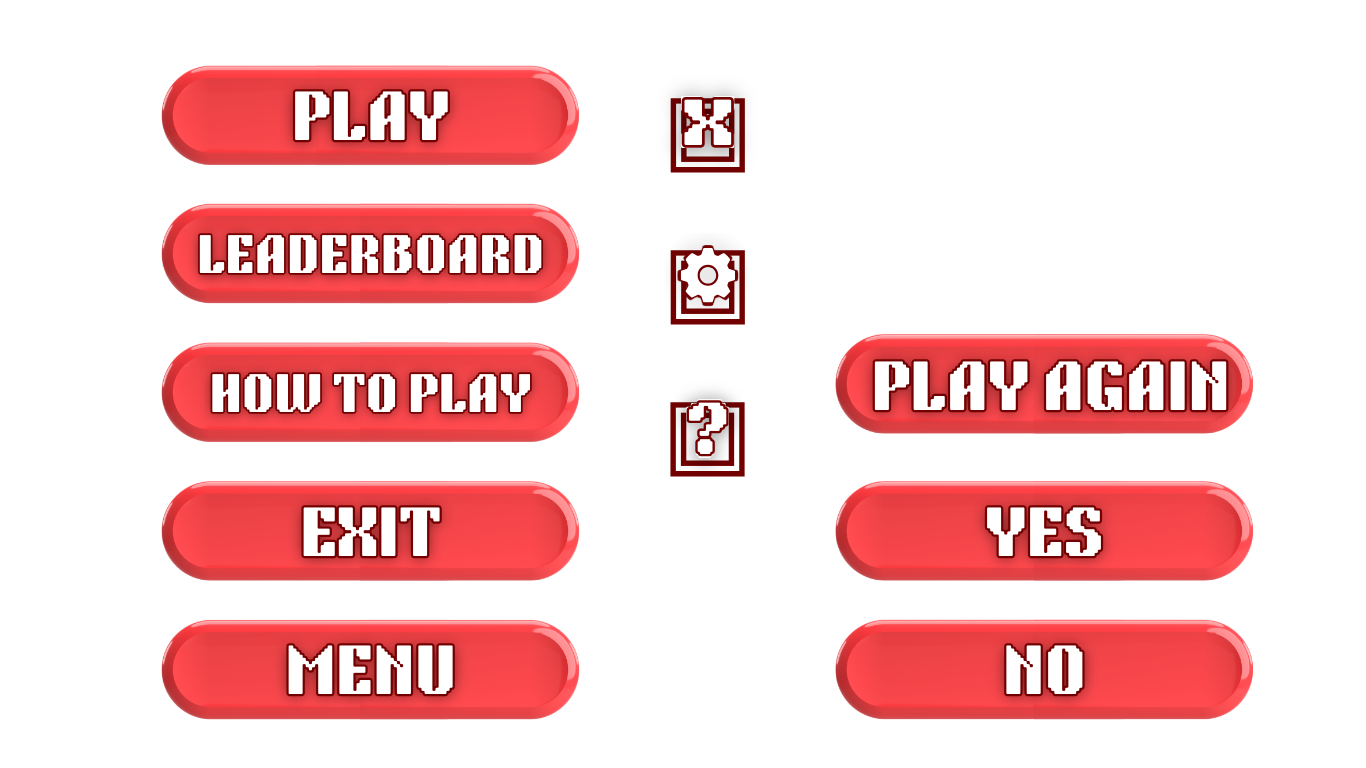 PLAY
LEADERBOARD
HOW TO PLAY
EXIT
MENU
X
?
PLAY AGAIN
YES
NO